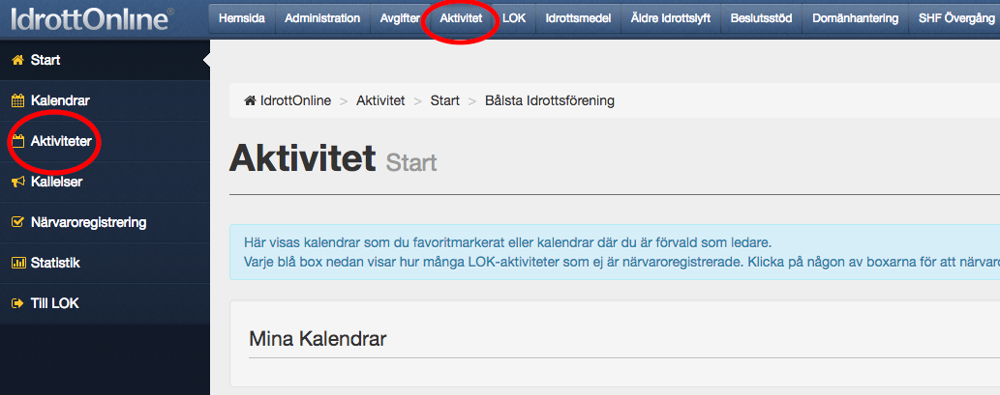 IdrottOnline®
Hemsida Administration Avgifter Aktivitet LOK Idrottsmedel Äldre Idrottslyft Beslutsstöd Domänhantering SHF Övergång
Start
Kalendrar
Aktiviteter
Kallelser
Närvaroregistrering
Statistik
Till LOK
IdrottOnline > Aktivitet > Start > Bålsta Idrottsförening
Aktivitet Start
Här visas kalendrar som du favoritmarkerat eller kalendrar där du är förvald som ledare.
Varje blå box nedan visar hur många LOK-aktiviteter som ej är närvaroregistrerade. Klicka på någon av boxarna för att närvaro
Mina Kalendrar